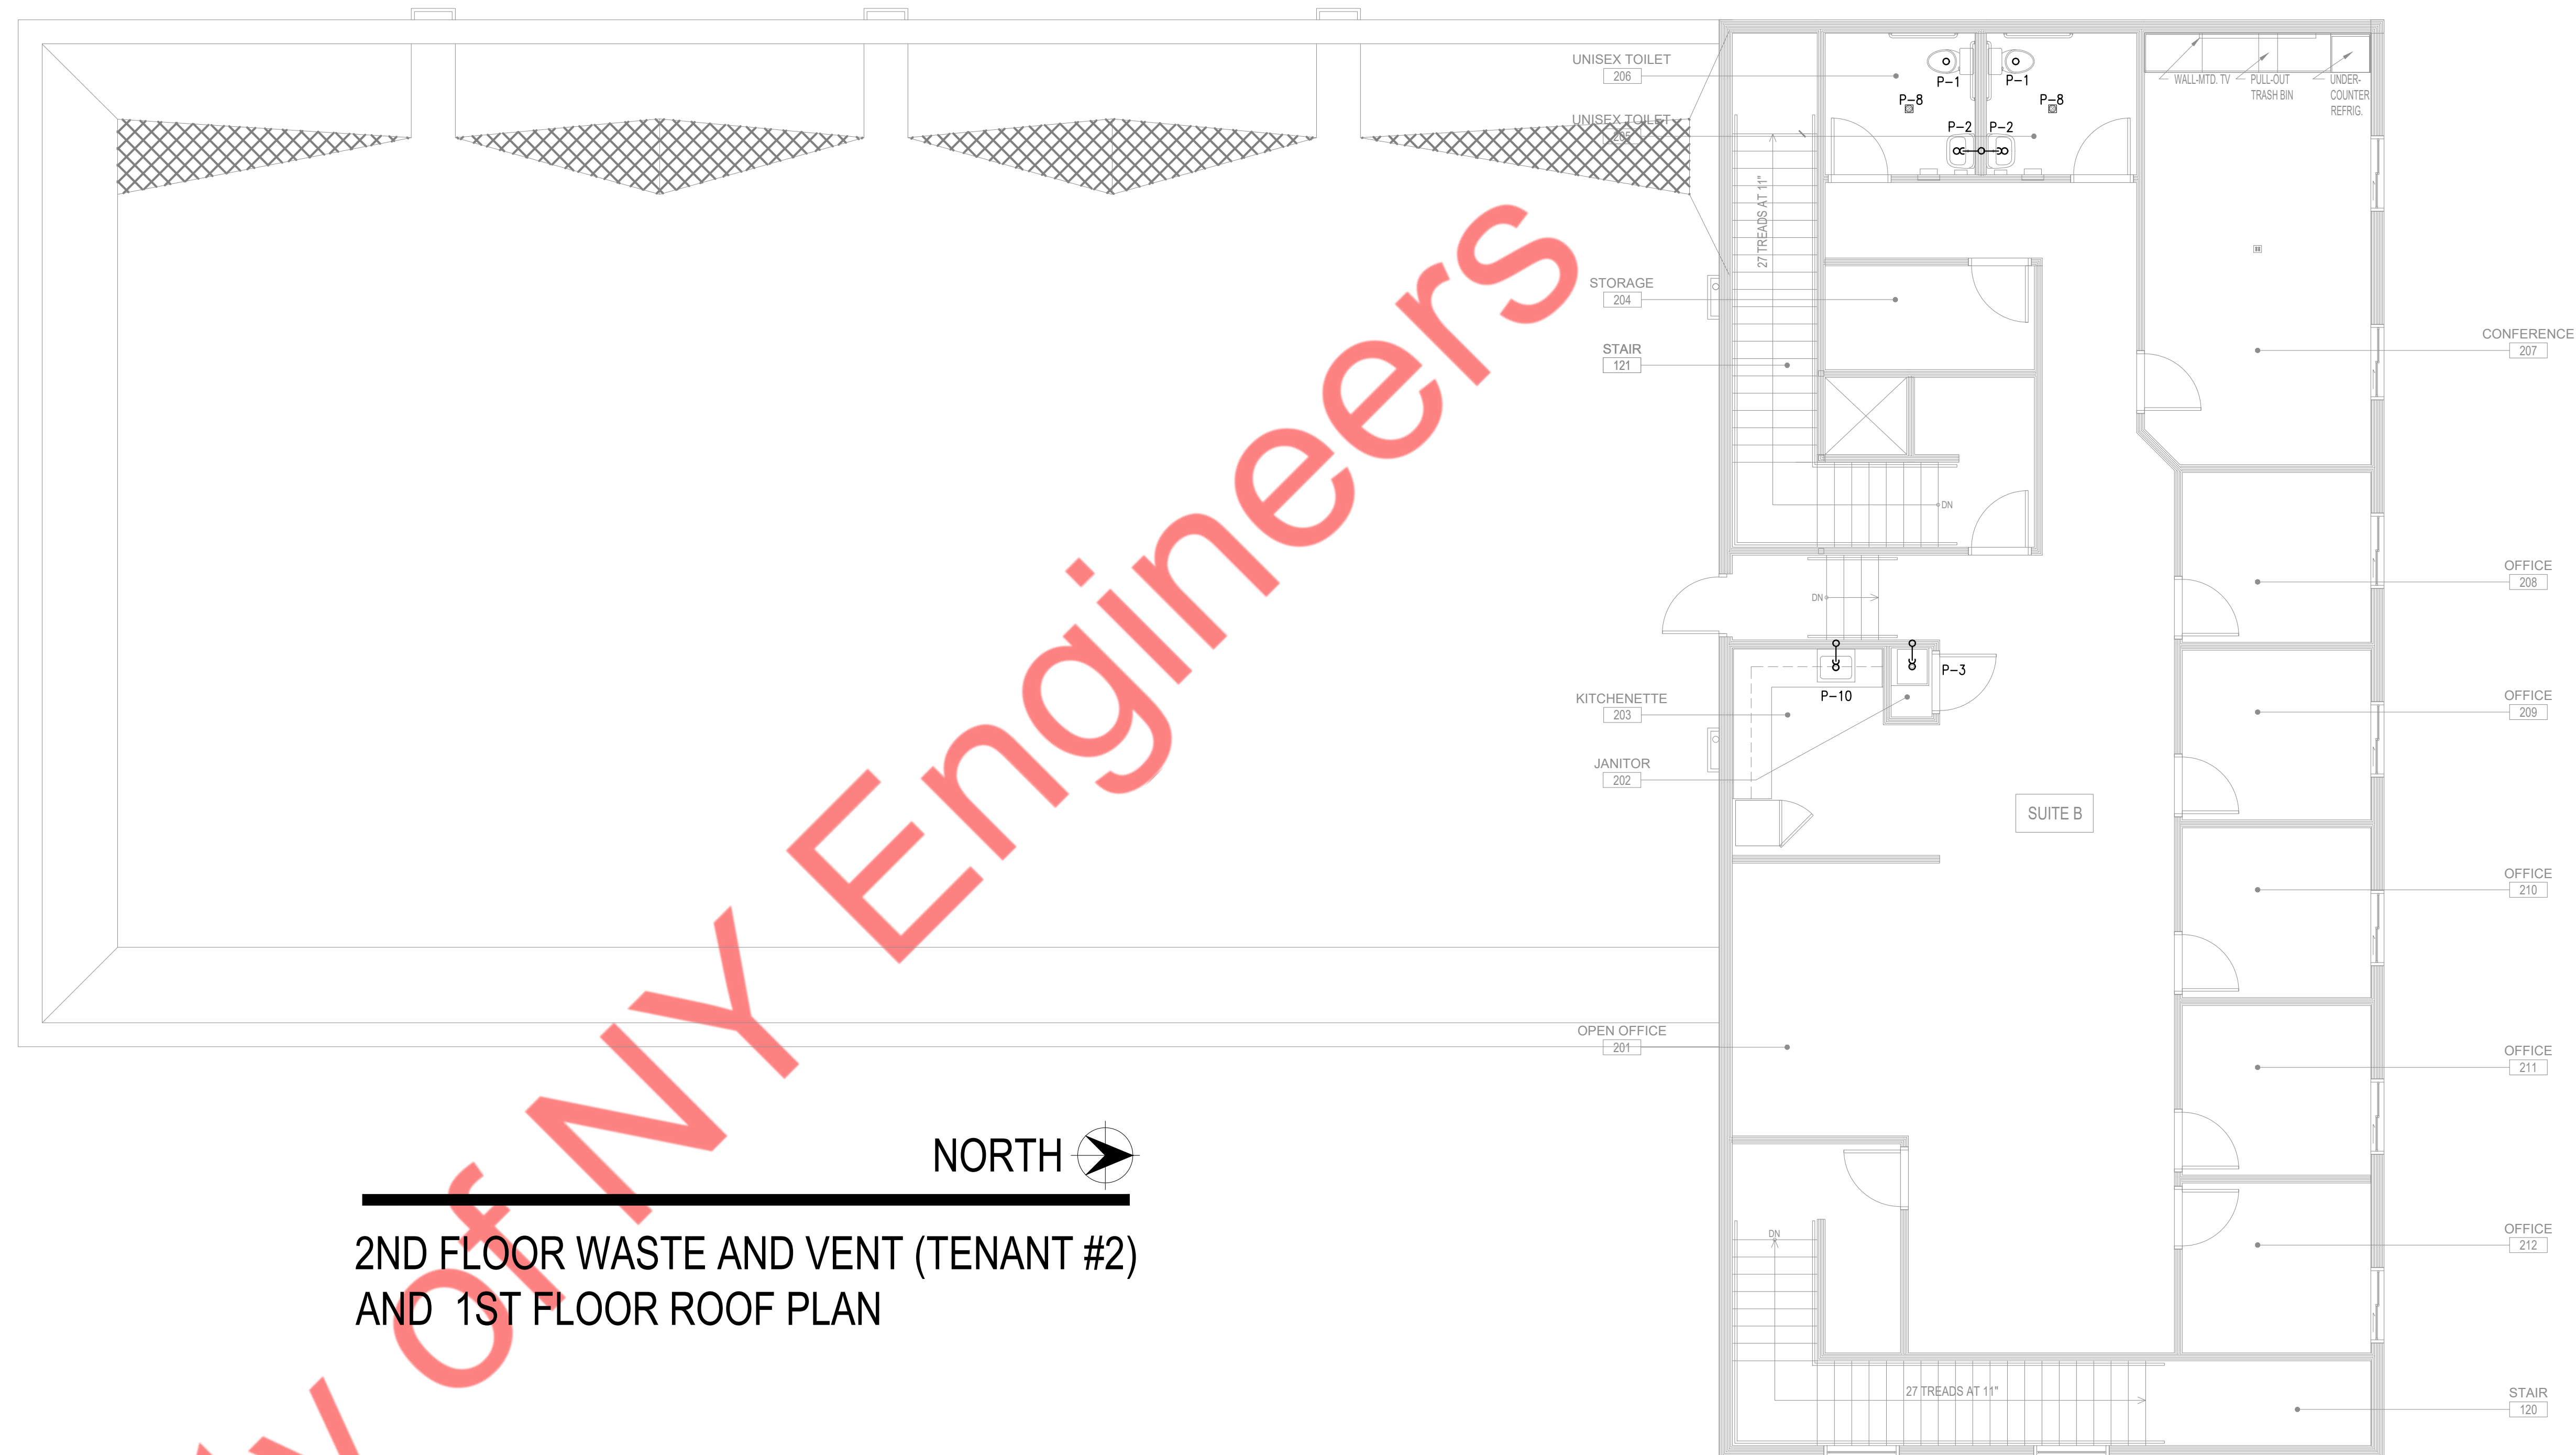 UNISEX TOILET
206
P-1
P-1
WALL-MTD. TV
PULL-OUT
TRASH BIN
UNDER-
COUNTER
REFRIG.
P-8
P-8
UNISEX TOILET
205
P-2
P-2
27 TREADS AT 11"
STORAGE
204
STAIR
121
CONFERENCE
207
DN
OFFICE
208
DN
P-3
P-10
KITCHENETTE
203
OFFICE
209
JANITOR
202
SUITE B
OFFICE
210
OPEN OFFICE
201
OFFICE
211
NORTH
2ND FLOOR WASTE AND VENT (TENANT #2)
AND 1ST FLOOR ROOF PLAN
DN
OFFICE
212
27 TREADS AT 11"
STAIR
120
y of NY Engineers